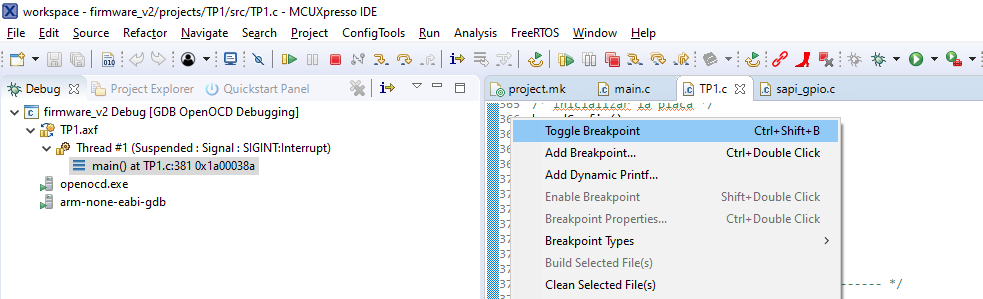 workspace - firmware_v2/projects/TP1/src/TP1.c - MCUXpresso IDE
File Edit Source Refactor Navigate Search Project ConfigTools Run Analysis FreeRTOS Window Help
Debug Project Explorer Quickstart Panel
project.mk main.c TP1.c sapi_gpio.c
firmware_v2 Debug [GDB OpenOCD Debugging]
TP1.axf
Thread #1 (Suspended : Signal : SIGINT:Interrupt)
main() at TP1.c:381 0x1a00038a
openocd.exe
arm-none-eabi-gdb
/* Inicializar la placa */
Toggle Breakpoint Ctrl+Shift+B
Add Breakpoint... Ctrl+Double Click
Add Dynamic Printf...
Enable Breakpoint Shift+Double Click
Breakpoint Properties... Ctrl+Double Click
Breakpoint Types
Build Selected File(s)
------ */
Clean Selected File(s)